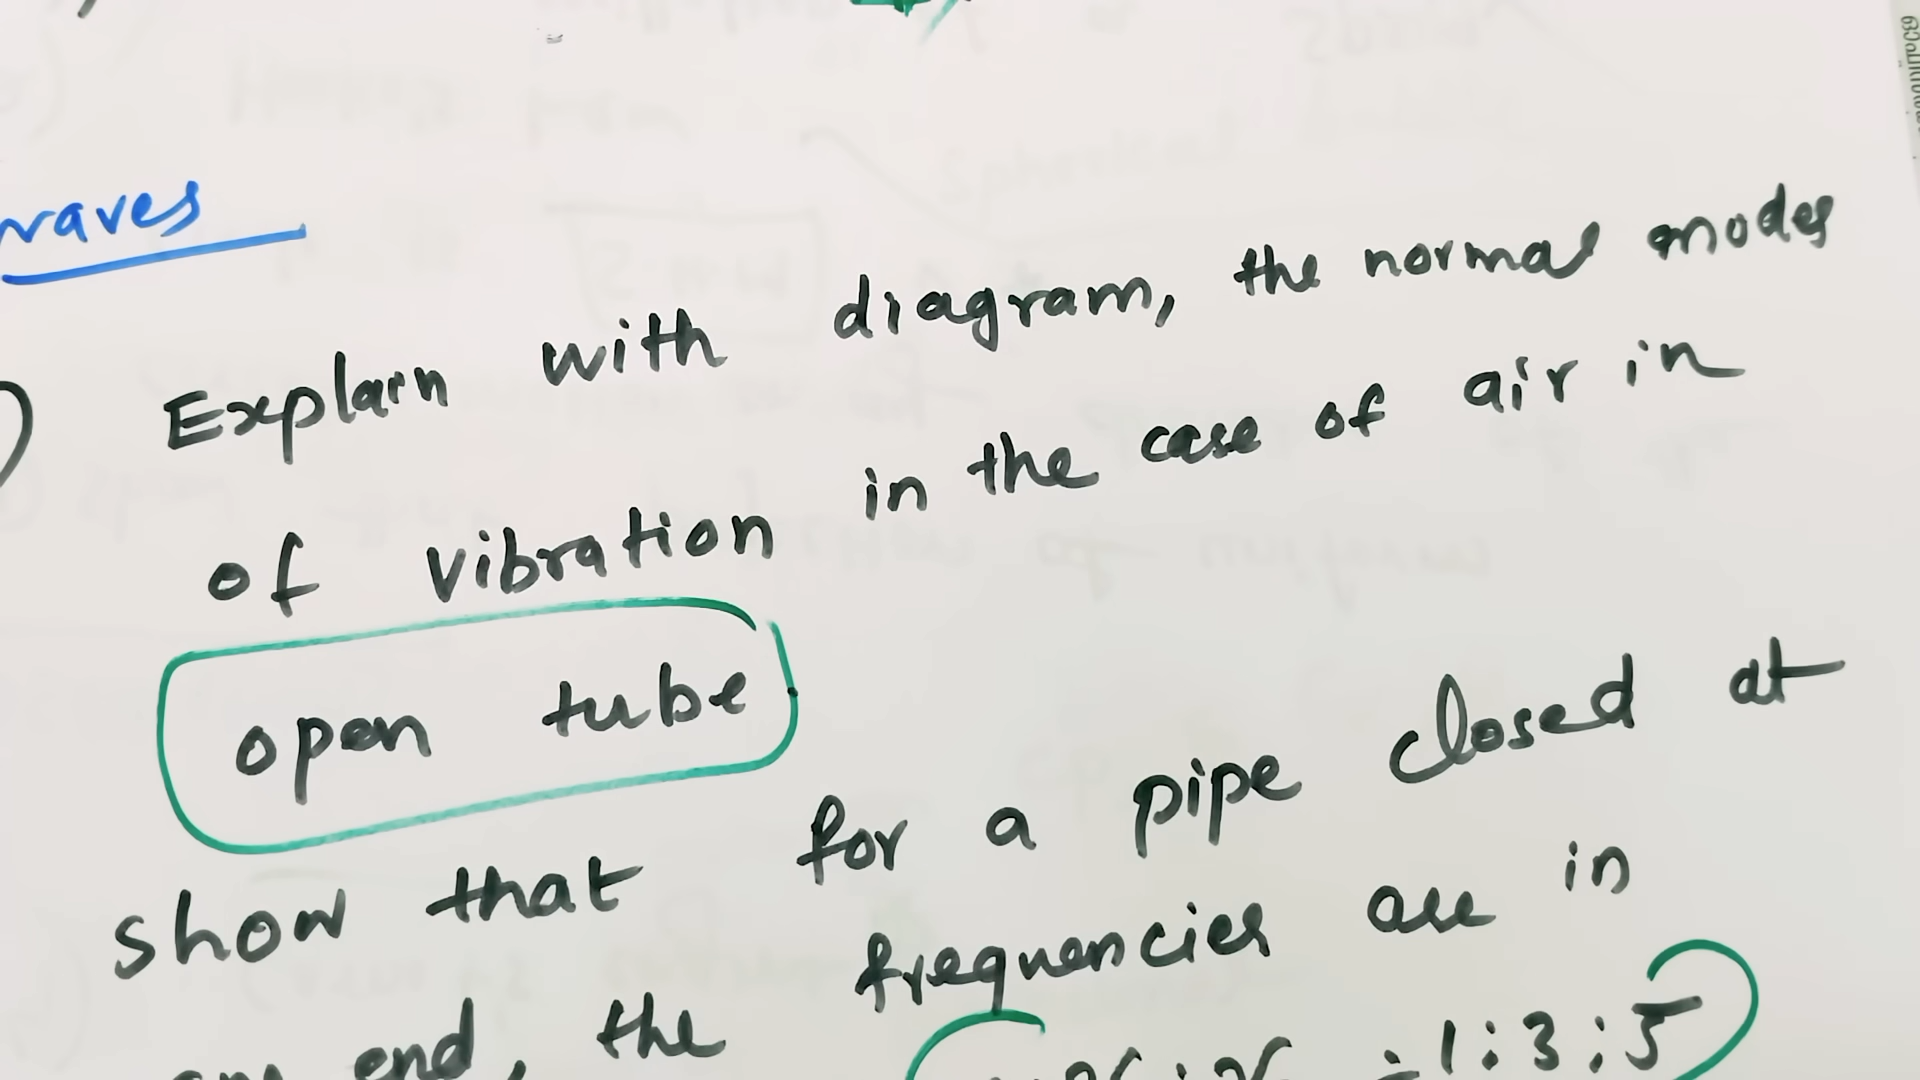 waves
Explain with diagram, the normal modes
of vibration in the case of air in
open tube
show that for a pipe closed at
end, the frequencies are in
1:3:5